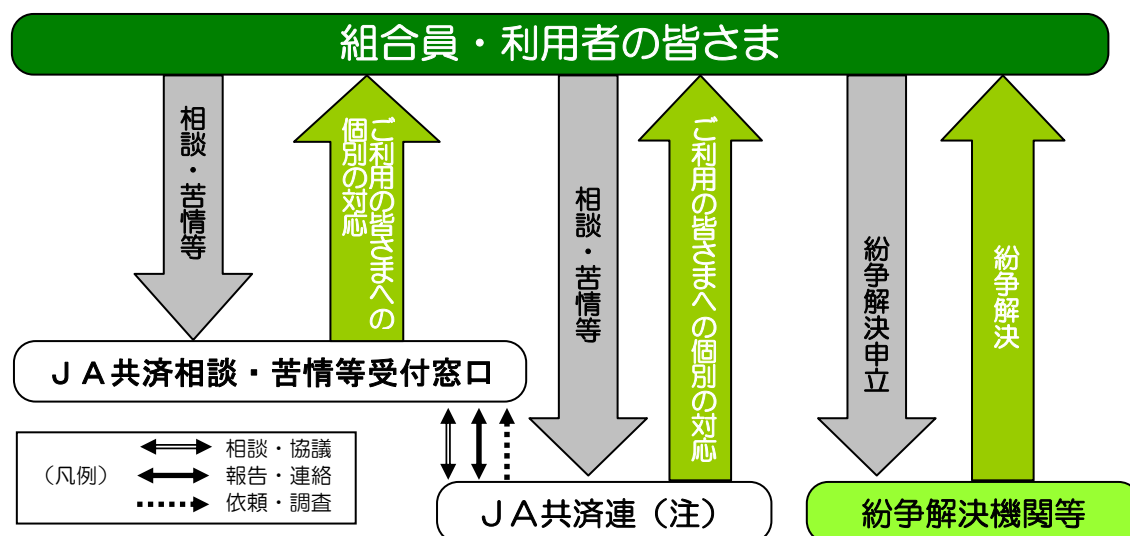 組合員・利用者の皆さま
相談・苦情等
ご利用の皆さまへの
個別の対応
相談・苦情等
ご利用の皆さまへの個別の対応
紛争解決申立
紛争解決
JA共済相談・苦情等受付窓口
(凡例)
相談・協議
報告・連絡
依頼・調査
JA共済連(注)
紛争解決機関等